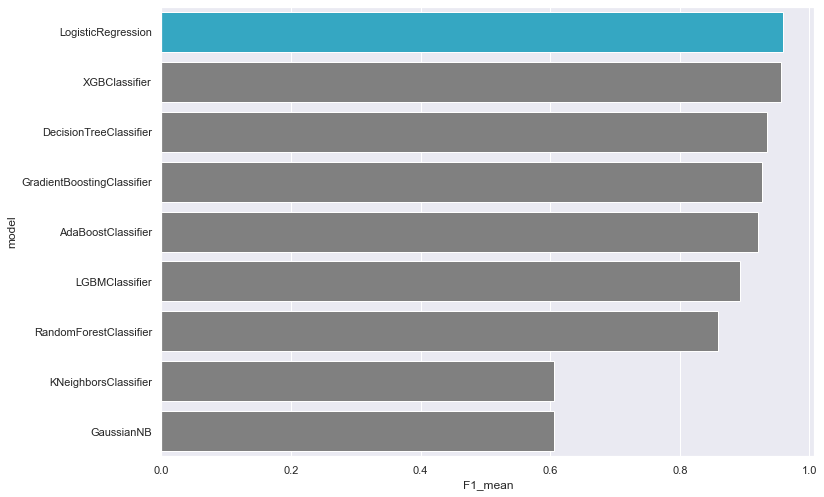 LogisticRegression
XGBClassifier
DecisionTreeClassifier
GradientBoostingClassifier
AdaBoostClassifier
LGBMClassifier
RandomForestClassifier
KNeighborsClassifier
GaussianNB
model
0.0 0.2 0.4 0.6 0.8 1.0
F1_mean